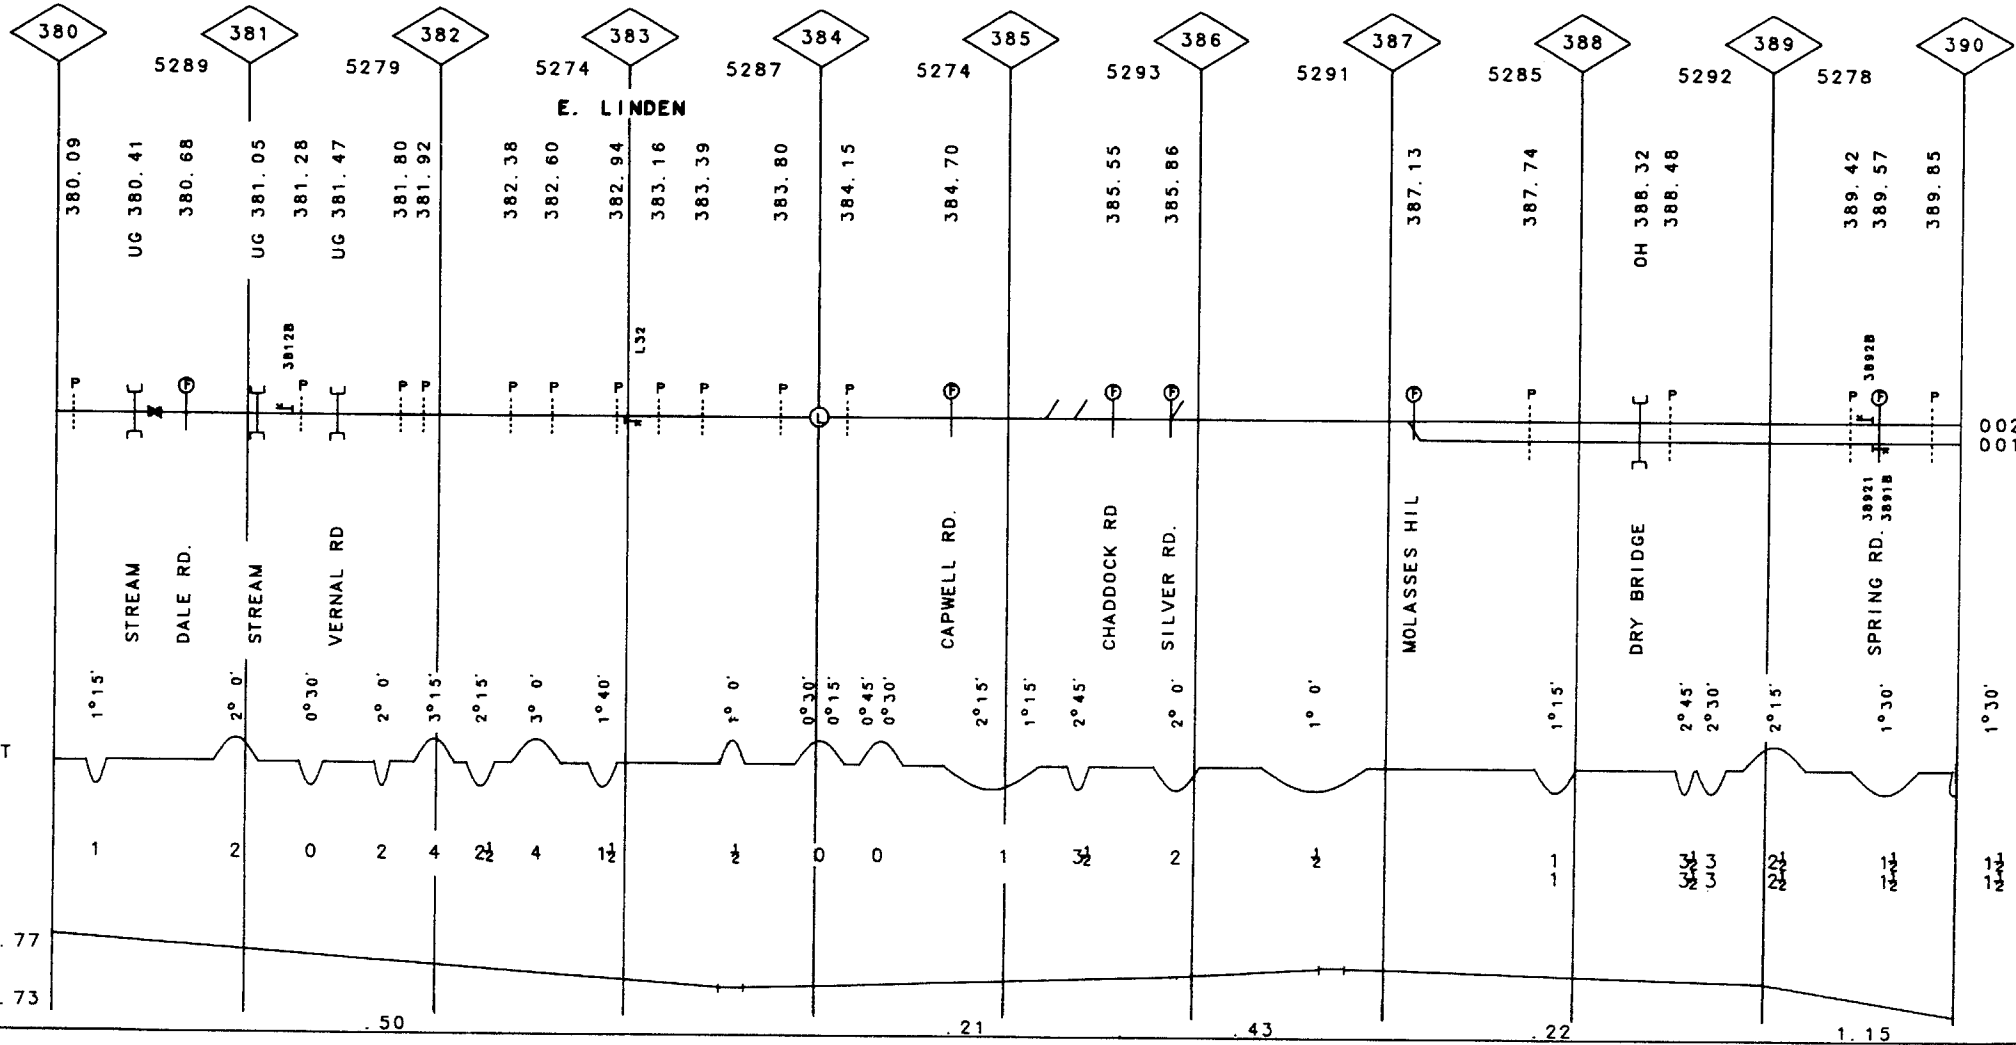 380 381 382 383 384 385 386 387 388 389 390
5289 5279 5274 5287 5274 5293 5291 5285 5292 5278
E. LINDEN
380.09
UG 380.41
380.68
UG 381.05
381.28
UG 381.47
381.80
381.92
382.38
382.60
382.94
383.16
383.39
383.80
384.15
384.70
385.55
385.86
387.13
387.74
OH 388.32
388.48
389.42
389.57
389.85
3812B
L32
3892B
P F P P P P P P P P P P F F F F P P P F P
L
002
001
38921
3891B
STREAM
DALE RD.
STREAM
VERNAL RD
CAPWELL RD.
CHADDOCK RD
SILVER RD.
MOLASSES HIL
DRY BRIDGE
SPRING RD.
1°15'
2° 0'
0°30'
2° 0'
3°15'
2°15'
3° 0'
1°40'
1° 0'
0°30'
0°15'
0°45'
0°30'
2°15'
1°15'
2°45'
2° 0'
1° 0'
1°15'
2°45'
2°30'
2°15'
1°30'
1°30'
T
1 2 0 2 4 2½ 4 1½ ½ 0 0 1 3½ 2 ½ 1 3½ 3 2½ 1½ 1½
1 3½ 3 2½ 1½ 1½
.77
.73
.50 .21 .43 .22 1.15